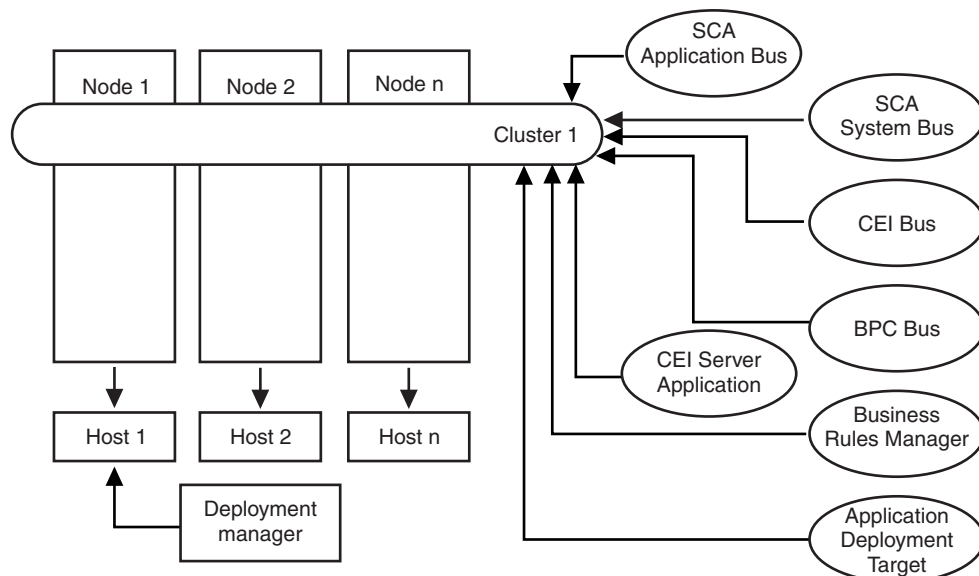 SCA
Application Bus
Node 1
Node 2
Node n
SCA
System Bus
Cluster 1
CEI Bus
BPC Bus
CEI Server
Application
Business
Rules Manager
Host 1
Host 2
Host n
Deployment
manager
Application
Deployment
Target